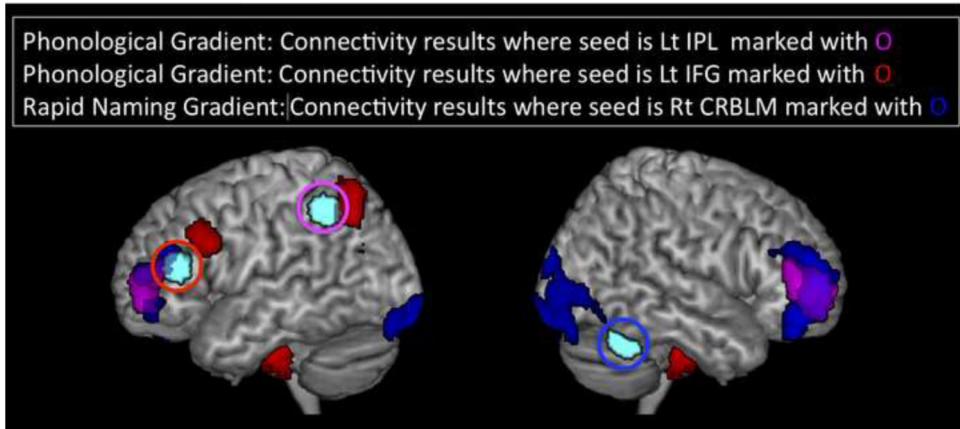 Phonological Gradient: Connectivity results where seed is Lt IPL marked with O
Phonological Gradient: Connectivity results where seed is Lt IFG marked with O
Rapid Naming Gradient: Connectivity results where seed is Rt CRBLM marked with O